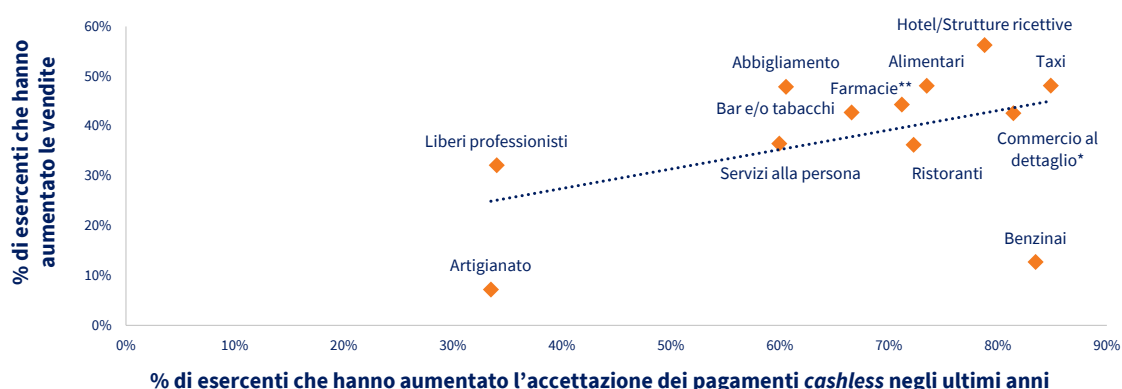 % di esercenti che hanno
aumentato le vendite
60%
50%
40%
30%
20%
10%
0%
Hotel/Strutture ricettive
Abbigliamento
Alimentari
Taxi
Farmacie**
Bar e/o tabacchi
Liberi professionisti
Commercio al
dettaglio*
Servizi alla persona
Ristoranti
Benzinai
Artigianato
0%
10%
20%
30%
40%
50%
60%
70%
80%
90%
% di esercenti che hanno aumentato l’accettazione dei pagamenti cashless negli ultimi anni